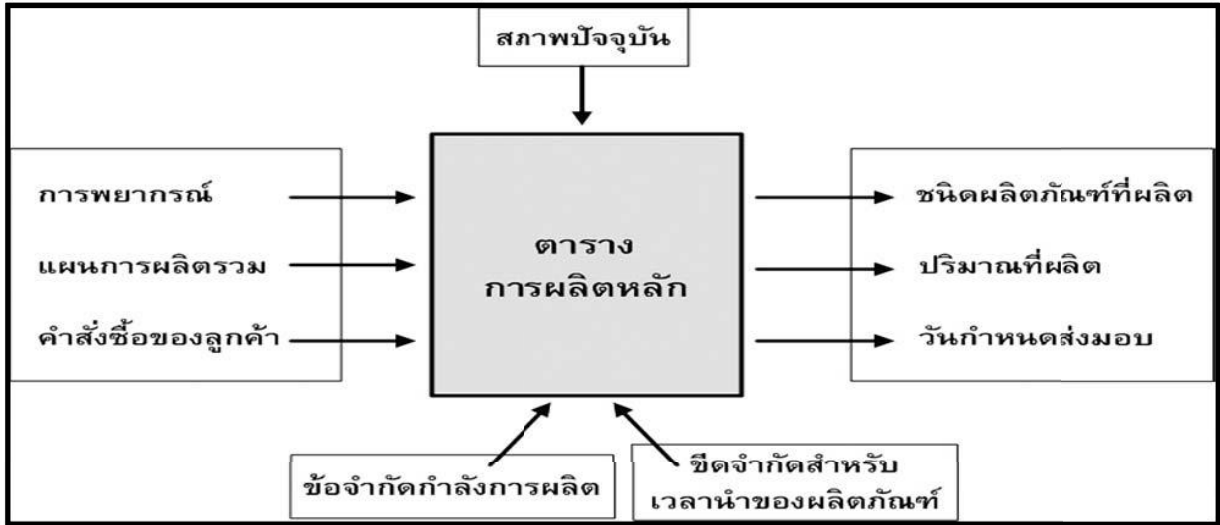 สภาพปัจจุบัน
การพยากรณ์
แผนการผลิตรวม
คำสั่งซื้อของลูกค้า
ตาราง
การผลิตหลัก
ชนิดผลิตภัณฑ์ที่ผลิต
ปริมาณที่ผลิต
วันกำหนดส่งมอบ
ข้อจำกัดกำลังการผลิต
ขีดจำกัดสำหรับ
เวลานำของผลิตภัณฑ์